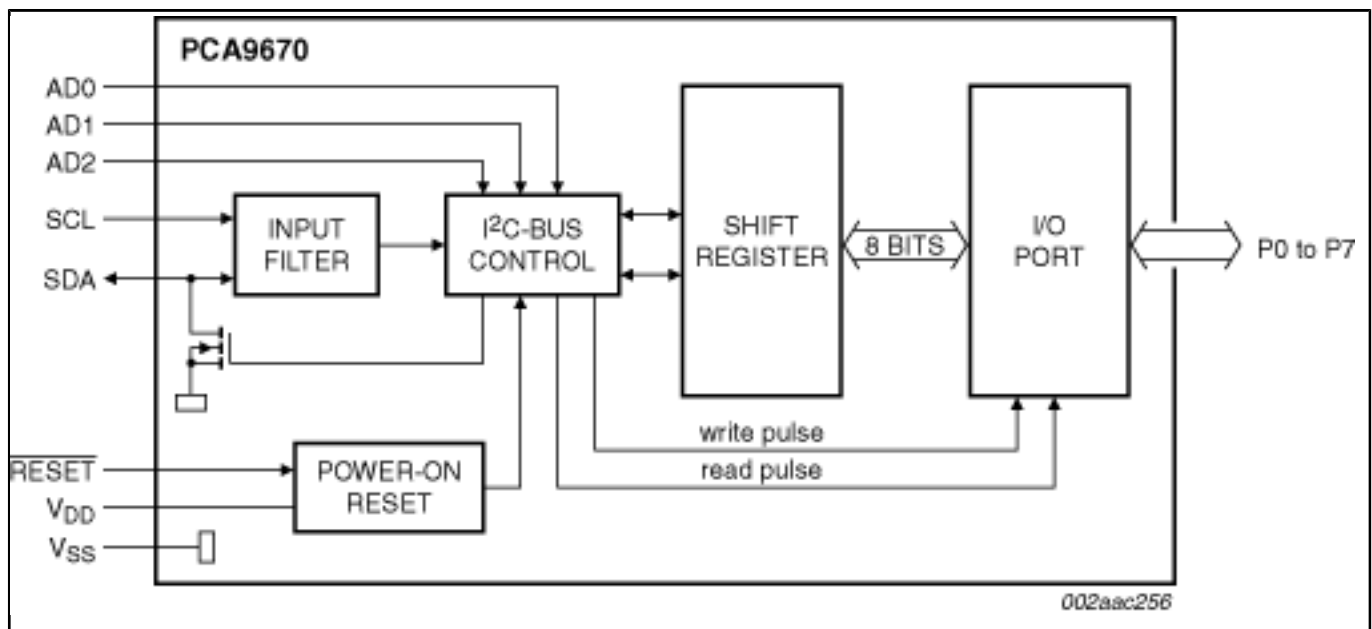 PCA9670
AD0
AD1
AD2
SCL
SDA
INPUT
FILTER
I²C-BUS
CONTROL
SHIFT
REGISTER
8 BITS
I/O
PORT
P0 to P7
write pulse
read pulse
RESET
VDD
VSS
POWER-ON
RESET
002aac256